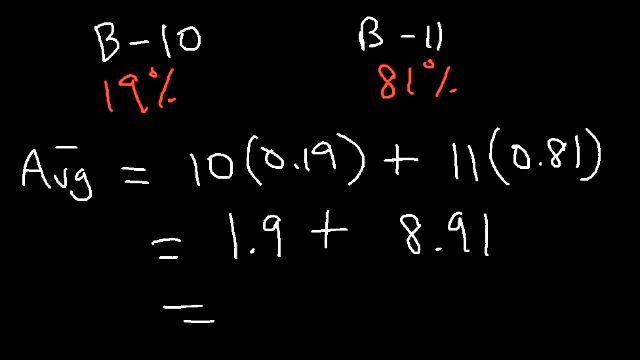 B-10 B-11
19% 81%
Avg = 10(0.19) + 11(0.81)
= 1.9 + 8.91
=